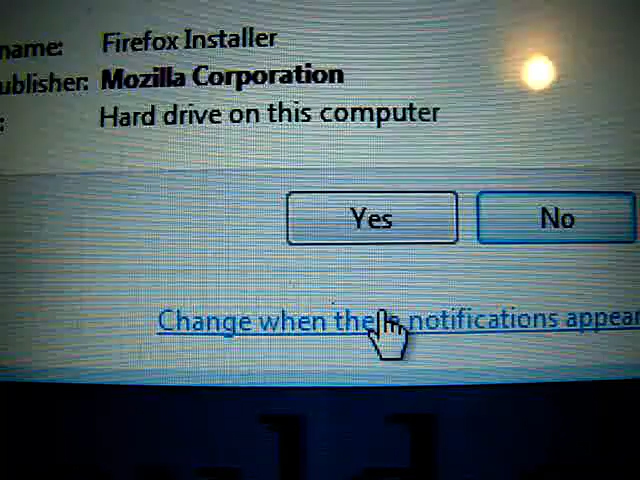 name: Firefox Installer
ublisher: Mozilla Corporation
: Hard drive on this computer
Yes No
Change when these notifications appear